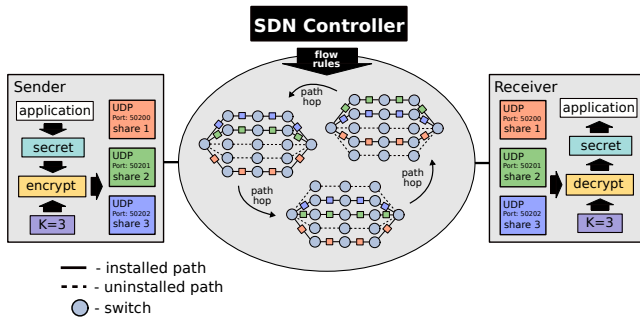 SDN Controller
flow
rules
Sender
application
secret
encrypt
K=3
UDP
Port: 50200
share 1
UDP
Port: 50201
share 2
UDP
Port: 50202
share 3
path
hop
path
hop
path
hop
Receiver
UDP
Port: 50200
share 1
UDP
Port: 50201
share 2
UDP
Port: 50202
share 3
application
secret
decrypt
K=3
- installed path
- uninstalled path
- switch